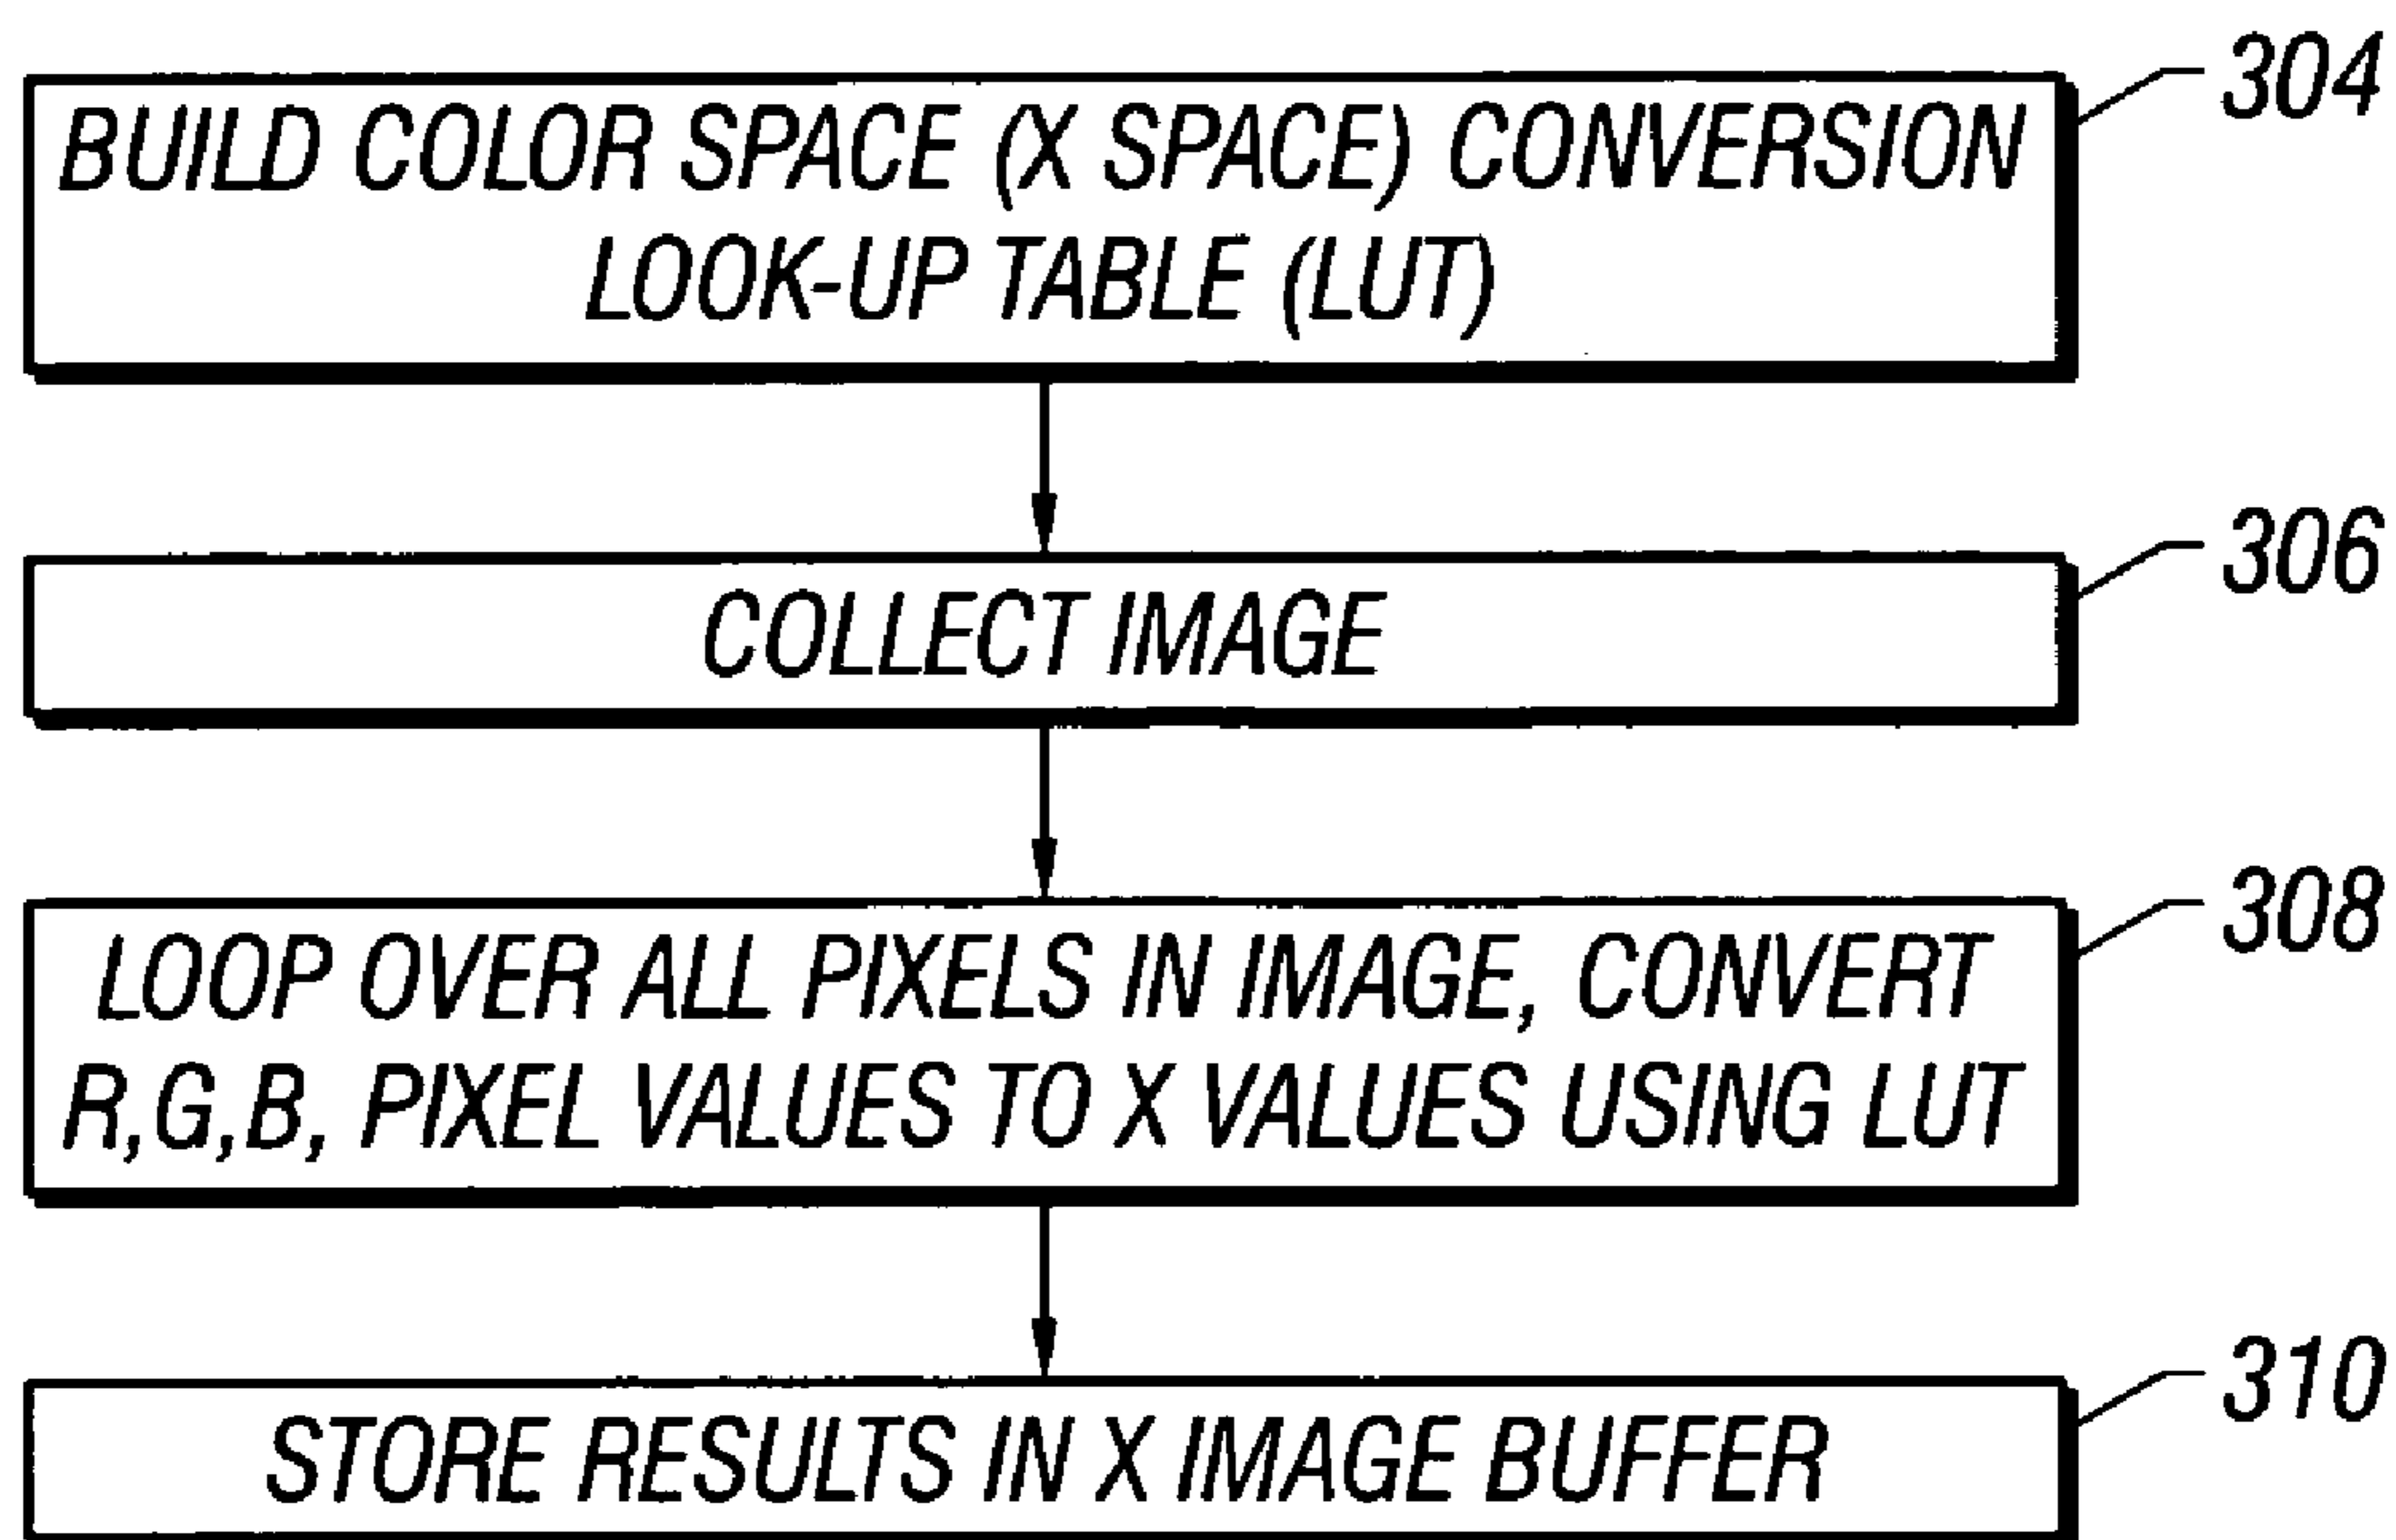 304
BUILD COLOR SPACE (X SPACE) CONVERSION
LOOK-UP TABLE (LUT)
306
COLLECT IMAGE
308
LOOP OVER ALL PIXELS IN IMAGE, CONVERT
R,G,B, PIXEL VALUES TO X VALUES USING LUT
310
STORE RESULTS IN X IMAGE BUFFER